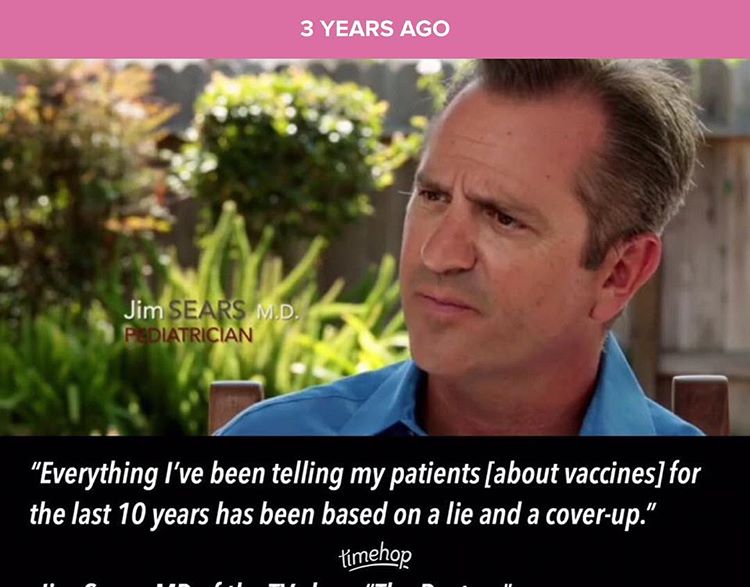 3 YEARS AGO
Jim SEARS M.D.
PEDIATRICIAN
"Everything I've been telling my patients [about vaccines] for
the last 10 years has been based on a lie and a cover-up."
timehop